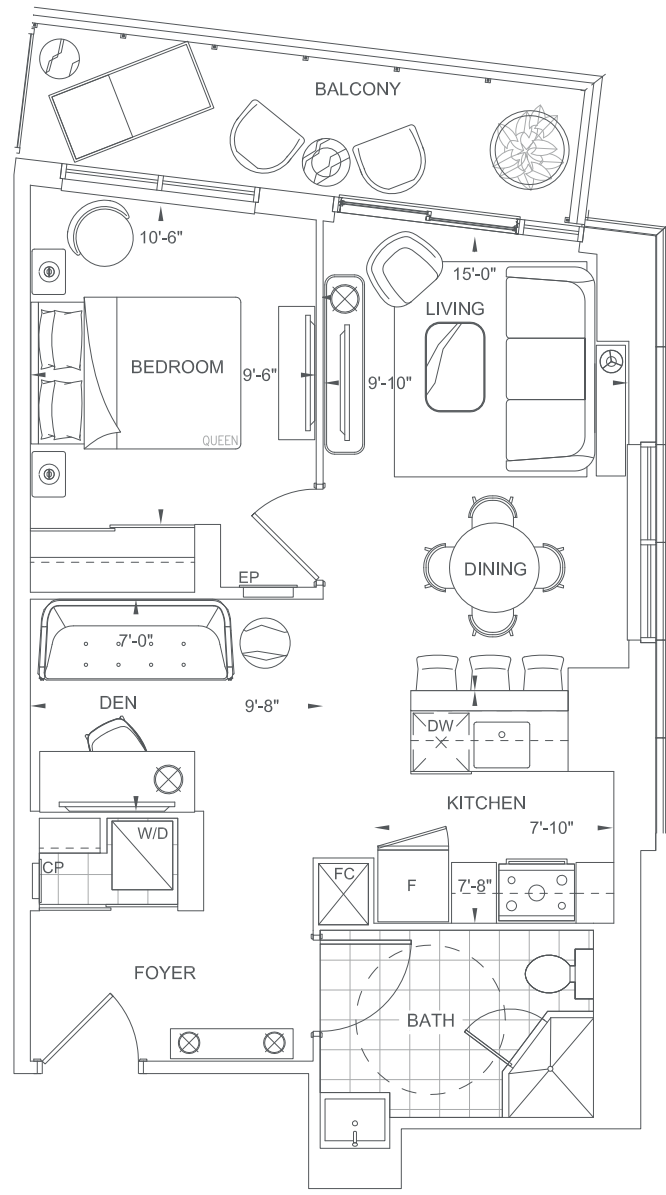 BALCONY
10'-6"
15'-0"
LIVING
BEDROOM
9'-6"
9'-10"
QUEEN
DINING
EP
7'-0"
DEN
9'-8"
DW
KITCHEN
7'-10"
W/D
CP
FC
F
7'-8"
FOYER
BATH